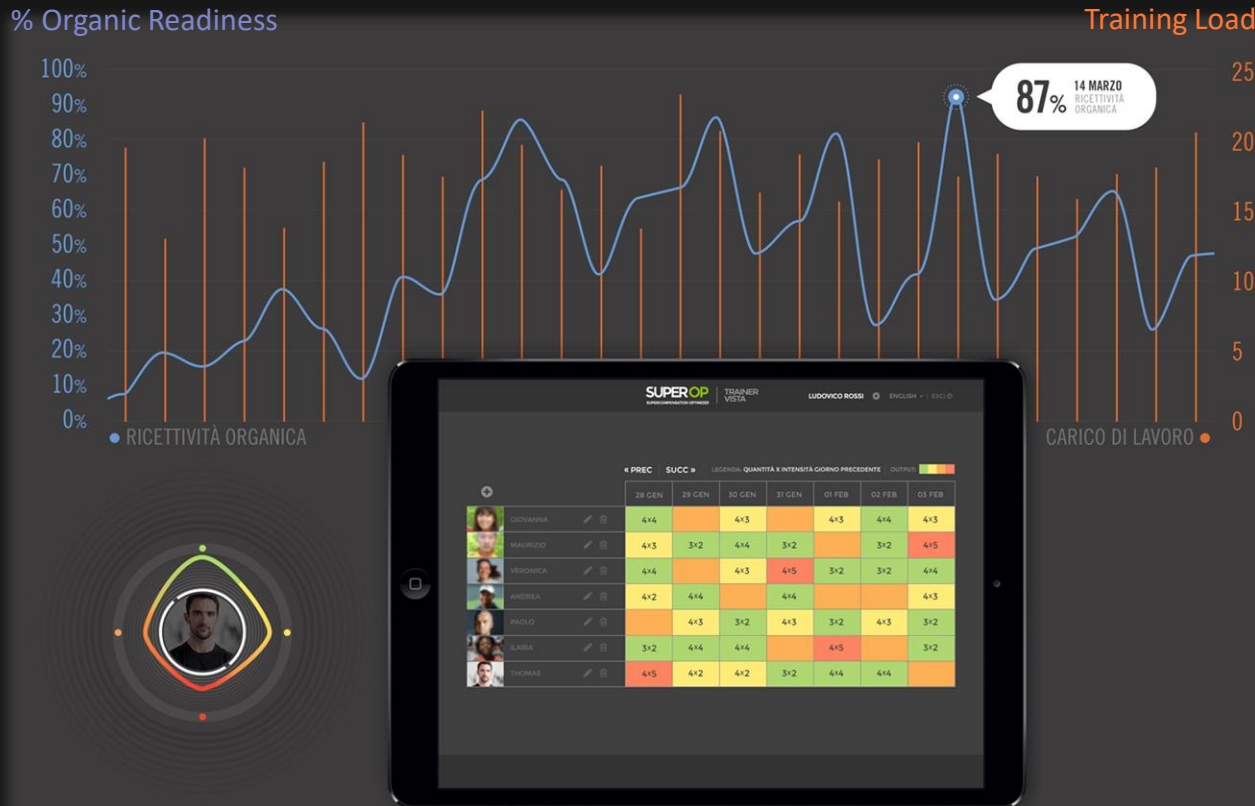 % Organic Readiness
Training Load
100%
90%
80%
70%
60%
50%
40%
30%
20%
10%
0%
25
20
15
10
5
0
87% 14 MARZO
RICETTIVITÀ
ORGANICA
RICETTIVITÀ ORGANICA
CARICO DI LAVORO
SUPEROP TRAINER
VISTA
SUPERCOMPENSATION OPTIMIZER
LUDOVICO ROSSI ENGLISH ESCI
« PREC SUCC » LEGENDA: QUANTITÀ X INTENSITÀ GIORNO PRECEDENTE OUTPUT:
28 GEN 29 GEN 30 GEN 31 GEN 01 FEB 02 FEB 03 FEB
GIOVANNA 4×4 4×3 4×3 4×4 4×3
MAURIZIO 4×3 3×2 4×4 3×2 3×2 4×5
VERONICA 4×4 4×3 4×5 3×2 3×2 4×4
ANDREA 4×2 4×4 4×4 4×3
PAOLO 4×3 3×2 4×3 3×2 4×3 3×2
ILARIA 3×2 4×4 4×4 4×5 3×2
THOMAS 4×5 4×2 4×2 3×2 4×4 4×4